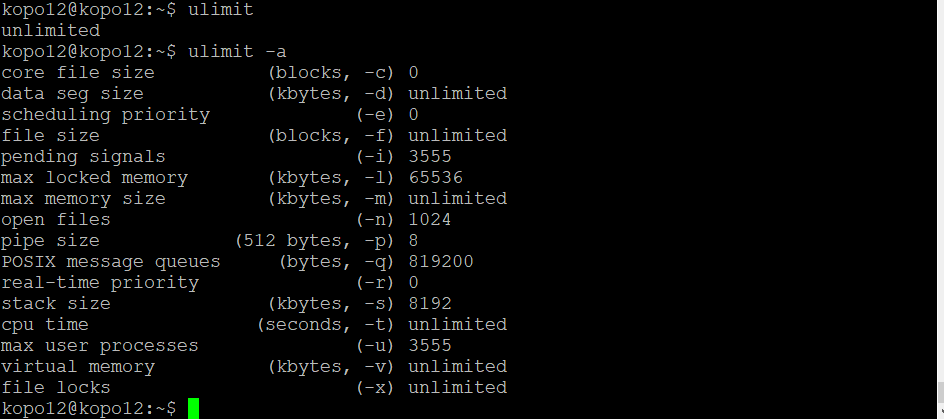 kopo12@kopo12:~$ ulimit
unlimited
kopo12@kopo12:~$ ulimit -a
core file size          (blocks, -c) 0
data seg size           (kbytes, -d) unlimited
scheduling priority             (-e) 0
file size               (blocks, -f) unlimited
pending signals                 (-i) 3555
max locked memory       (kbytes, -l) 65536
max memory size         (kbytes, -m) unlimited
open files                      (-n) 1024
pipe size            (512 bytes, -p) 8
POSIX message queues     (bytes, -q) 819200
real-time priority              (-r) 0
stack size              (kbytes, -s) 8192
cpu time               (seconds, -t) unlimited
max user processes              (-u) 3555
virtual memory          (kbytes, -v) unlimited
file locks                      (-x) unlimited
kopo12@kopo12:~$